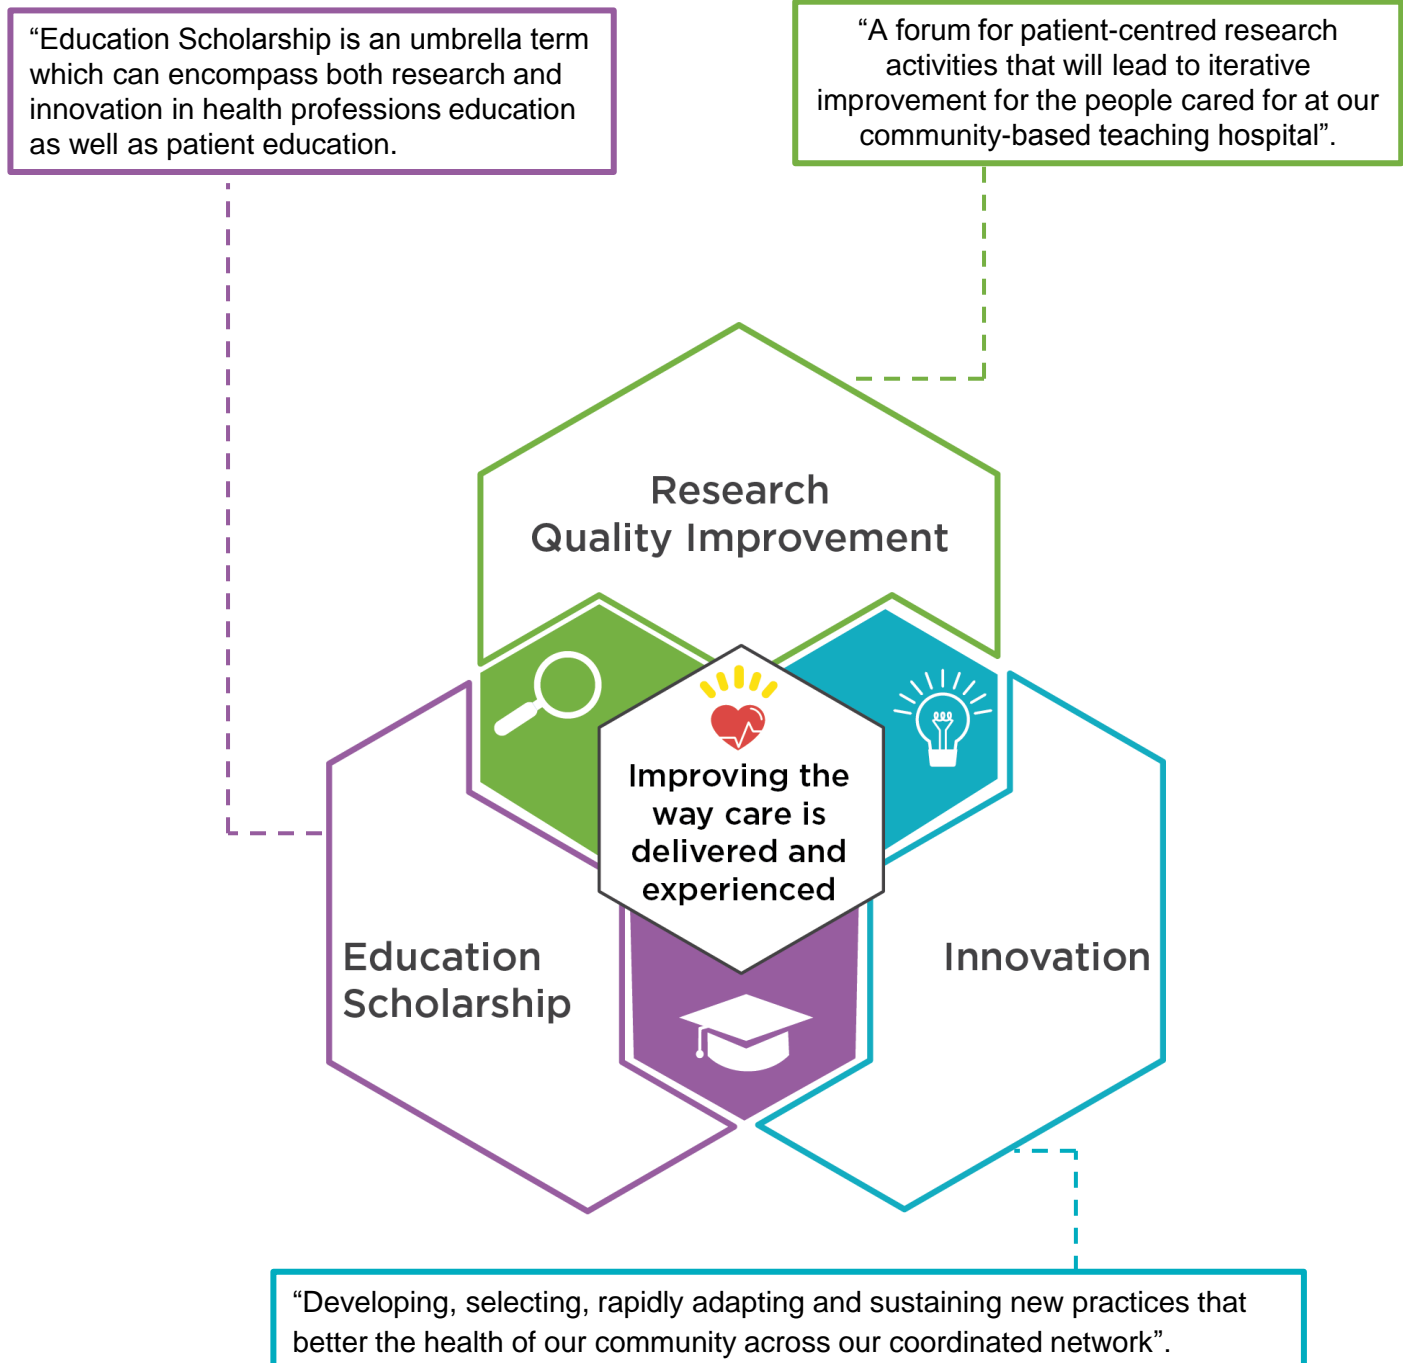 “Education Scholarship is an umbrella term
which can encompass both research and
innovation in health professions education
as well as patient education.
“A forum for patient-centred research
activities that will lead to iterative
improvement for the people cared for at our
community-based teaching hospital”.
Research
Quality Improvement
Improving the
way care is
delivered and
experienced
Education
Scholarship
Innovation
“Developing, selecting, rapidly adapting and sustaining new practices that
better the health of our community across our coordinated network”.